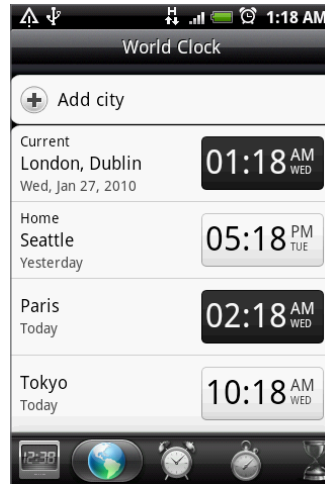 H 1:18 AM
World Clock
Add city
Current
London, Dublin
Wed, Jan 27, 2010
01:18 AM WED
Home
Seattle
Yesterday
05:18 PM TUE
Paris
Today
02:18 AM WED
Tokyo
Today
10:18 AM WED
12:38